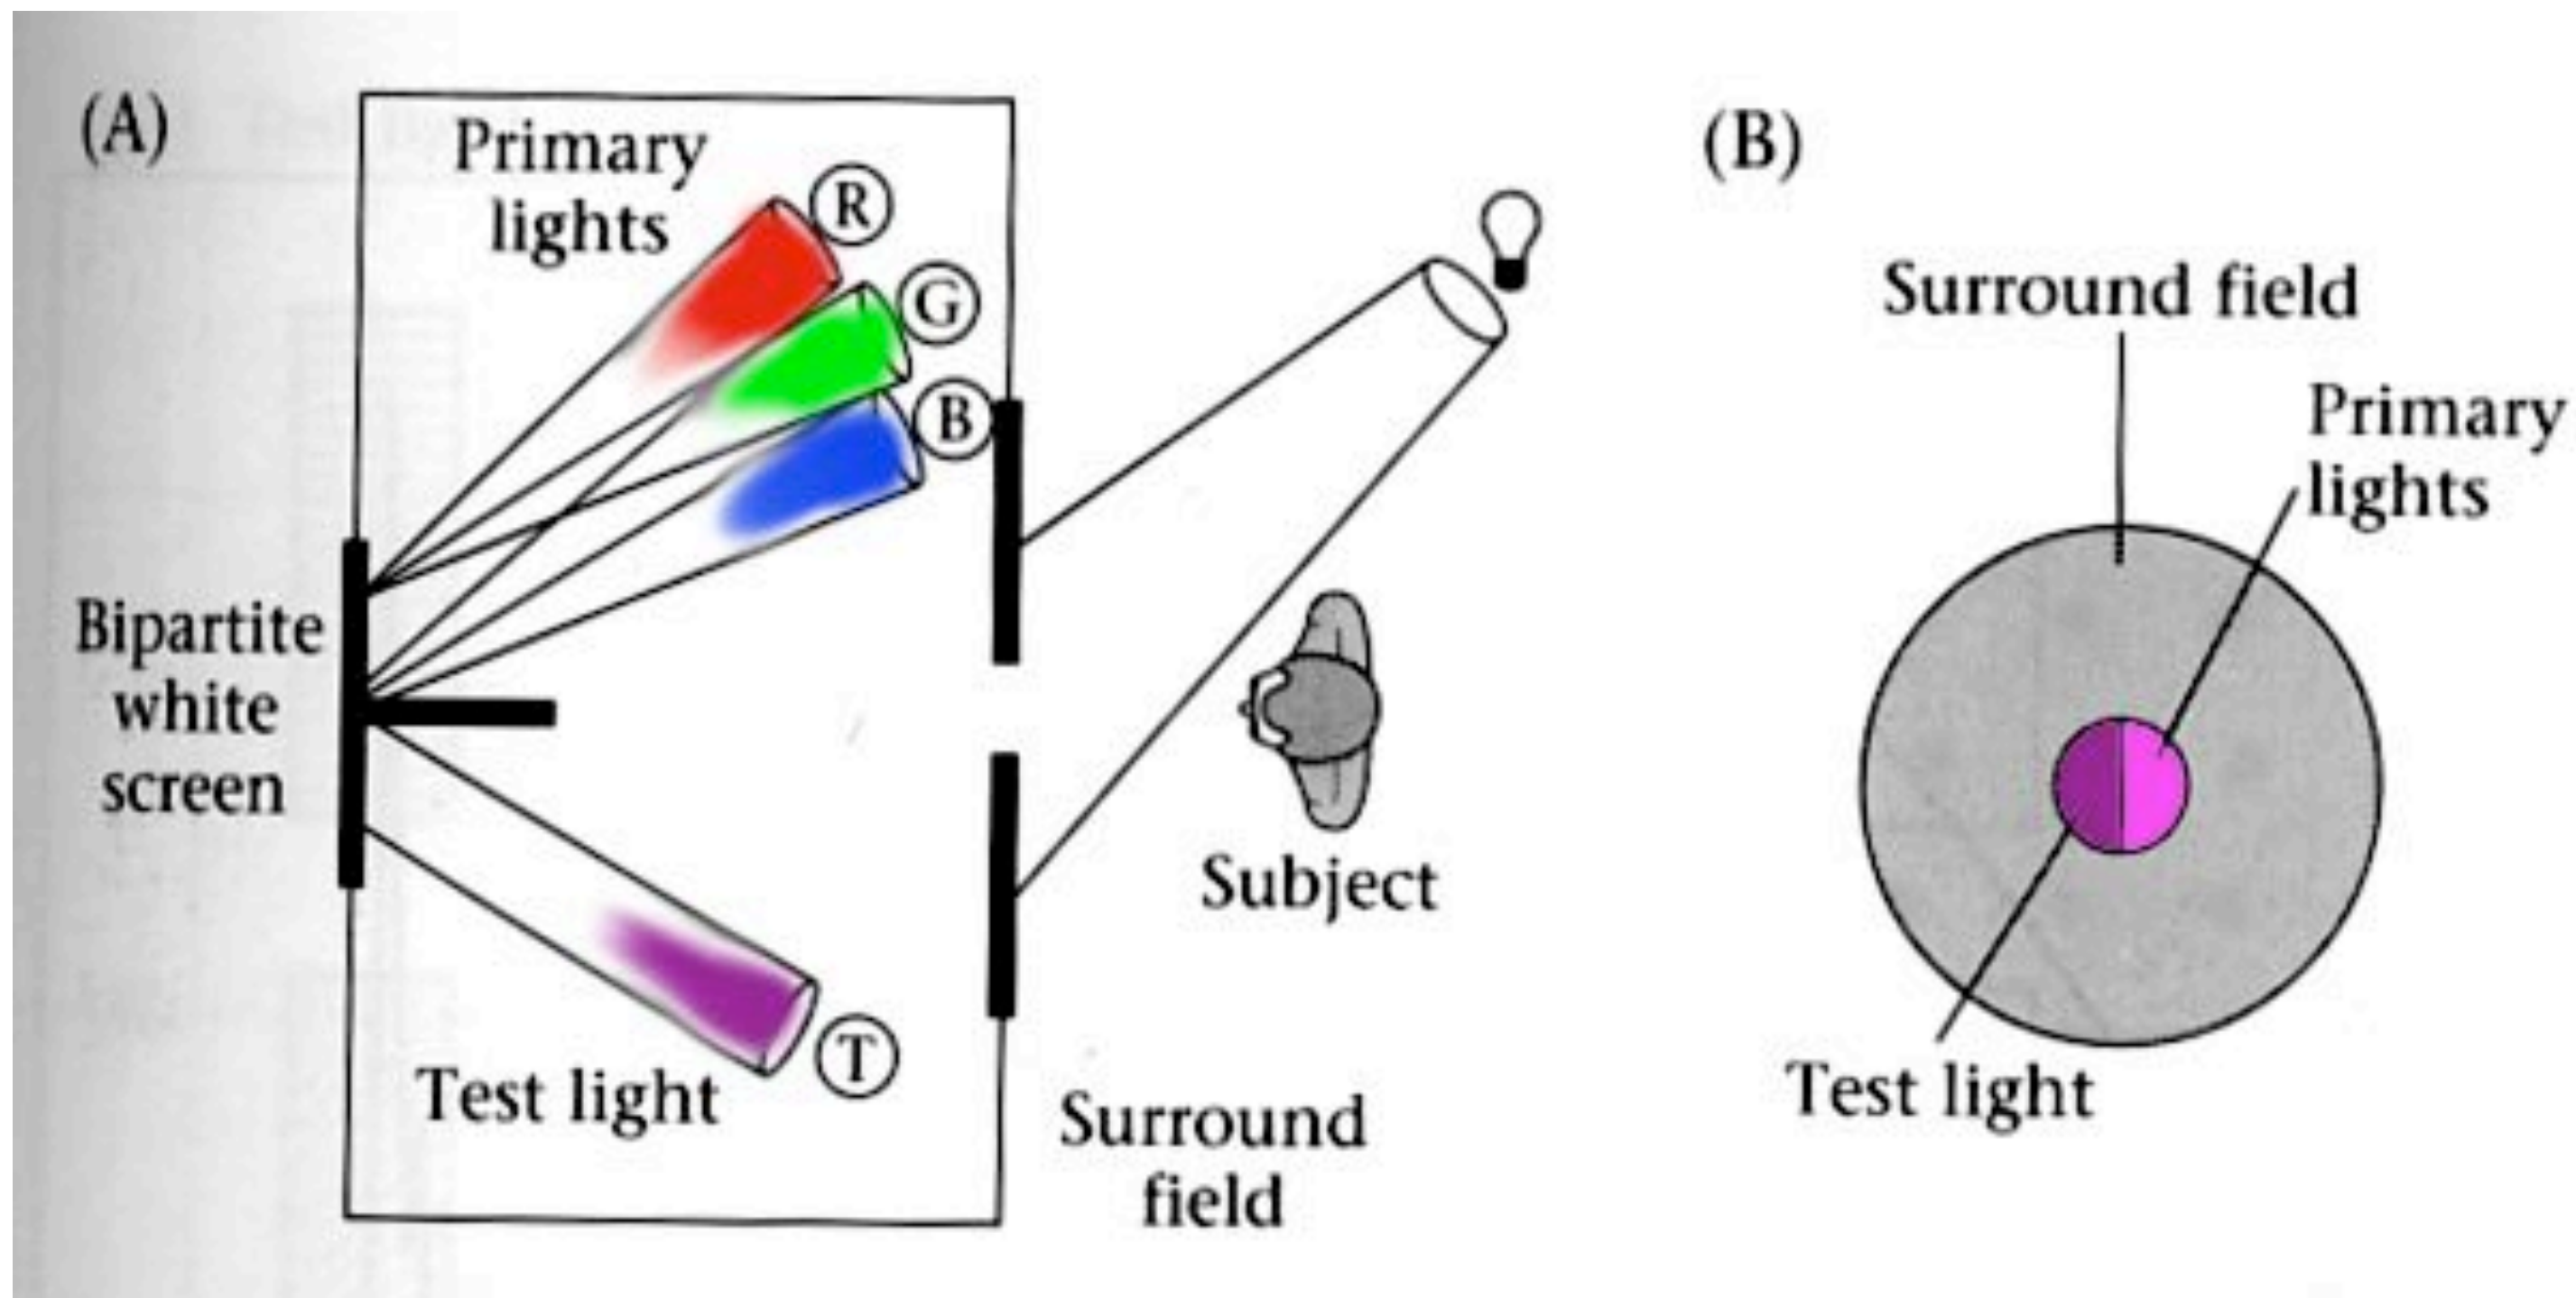 (A)
Primary
lights
R
G
B
Bipartite
white
screen
Test light
T
Subject
Surround
field
(B)
Surround field
Primary
lights
Test light